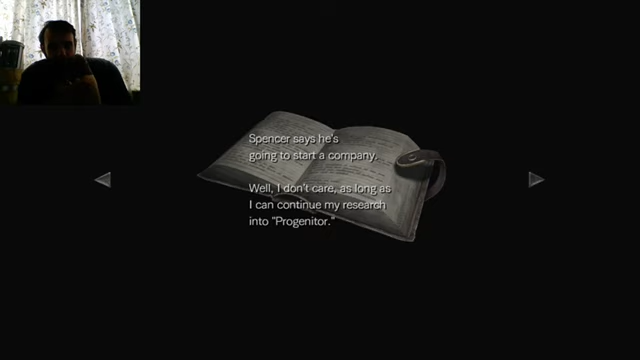 Spencer says he's
going to start a company.
Well, I don't care, as long as
I can continue my research
into "Progenitor."